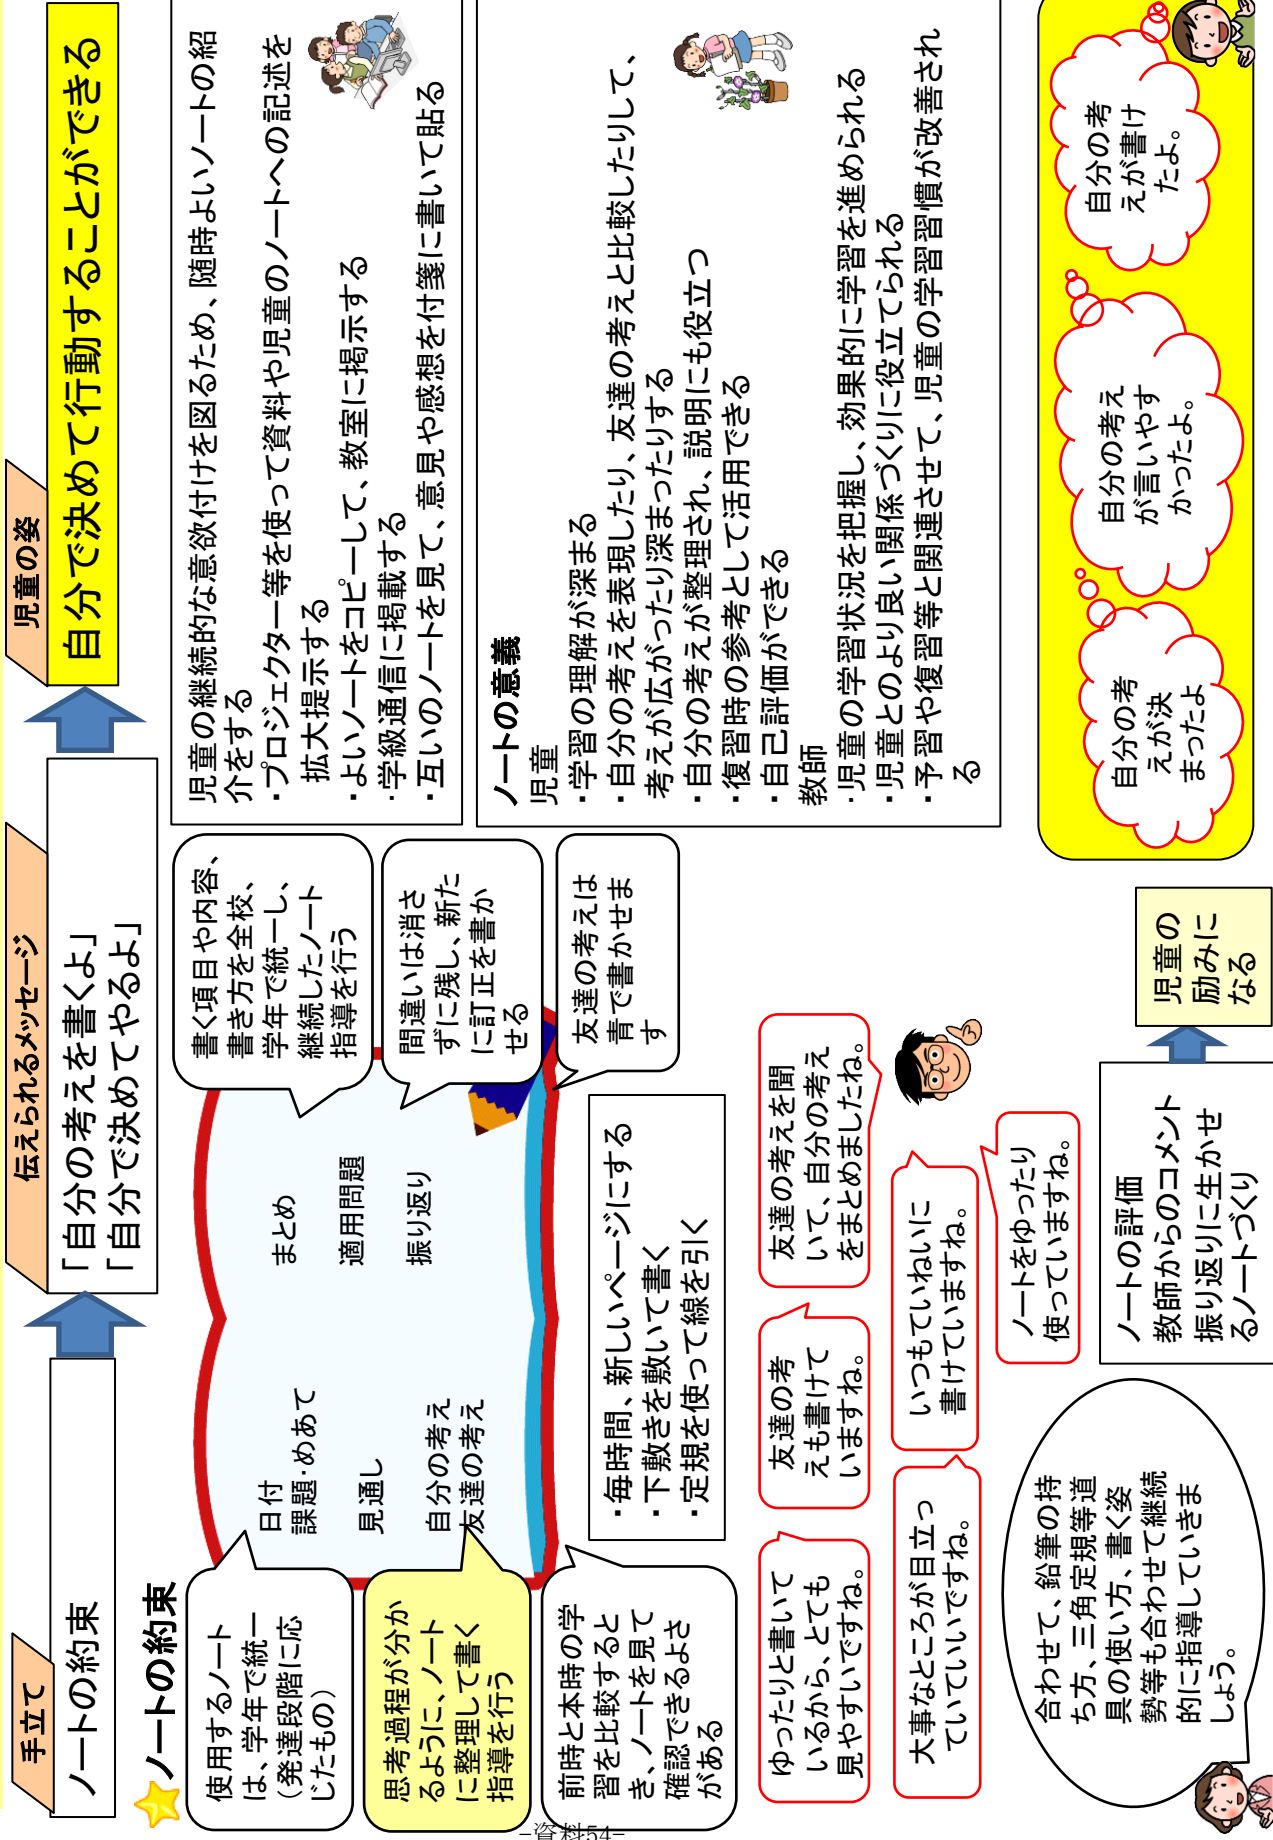 手立て
ノートの約束
伝えられるメッセージ
「自分の考えを書くよ」
「自分で決めてやるよ」
児童の姿
自分で決めて行動することができる
ノートの約束
使用するノート
は、学年で統一
（発達段階に応
じたもの）
思考過程が分か
るように、ノート
に整理して書く
指導を行う
前時と本時の学
習を比較すると
き、ノートを見て
確認できるよさ
がある
日付
課題・めあて
見通し
自分の考え
友達の考え
まとめ
適用問題
振り返り
書く項目や内容、
書き方を全校、
学年で統一し、
継続したノート
指導を行う
間違いは消さ
ずに残し、新た
に訂正を書か
せる
友達の考えは
青で書かせま
す
・毎時間、新しいページにする
・下敷きを敷いて書く
・定規を使って線を引く
児童の継続的な意欲付けを図るため、随時よいノートの紹
介をする
・プロジェクター等を使って資料や児童のノートへの記述を
拡大提示する
・よいノートをコピーして、教室に掲示する
・学級通信に掲載する
・互いのノートを見て、意見や感想を付箋に書いて貼る
ノートの意義
児童
・学習の理解が深まる
・自分の考えを表現したり、友達の考えと比較したりして、
考えが広がったり深まったりする
・自分の考えが整理され、説明にも役立つ
・復習時の参考として活用できる
・自己評価ができる
教師
・児童の学習状況を把握し、効果的に学習を進められる
・児童とのより良い関係づくりに役立てられる
・予習や復習等と関連させて、児童の学習習慣が改善され
る
ゆったりと書いて
いるから、とても
見やすいですね。
友達の考
えも書けて
いますね。
友達の考えを聞
いて、自分の考え
をまとめましたね。
大事なところが目立っ
ていていいですね。
いつもていねいに
書けていますね。
ノートをゆったり
使っていますね。
合わせて、鉛筆の持
ち方、三角定規等道
具の使い方、書く姿
勢等も合わせて継続
的に指導していきま
しょう。
ノートの評価
教師からのコメント
振り返りに生かせ
るノートづくり
児童の
励みに
なる
自分の考
えが決
まったよ
自分の考え
が言いやす
かったよ。
自分の考
えが書け
たよ。
-資料54-